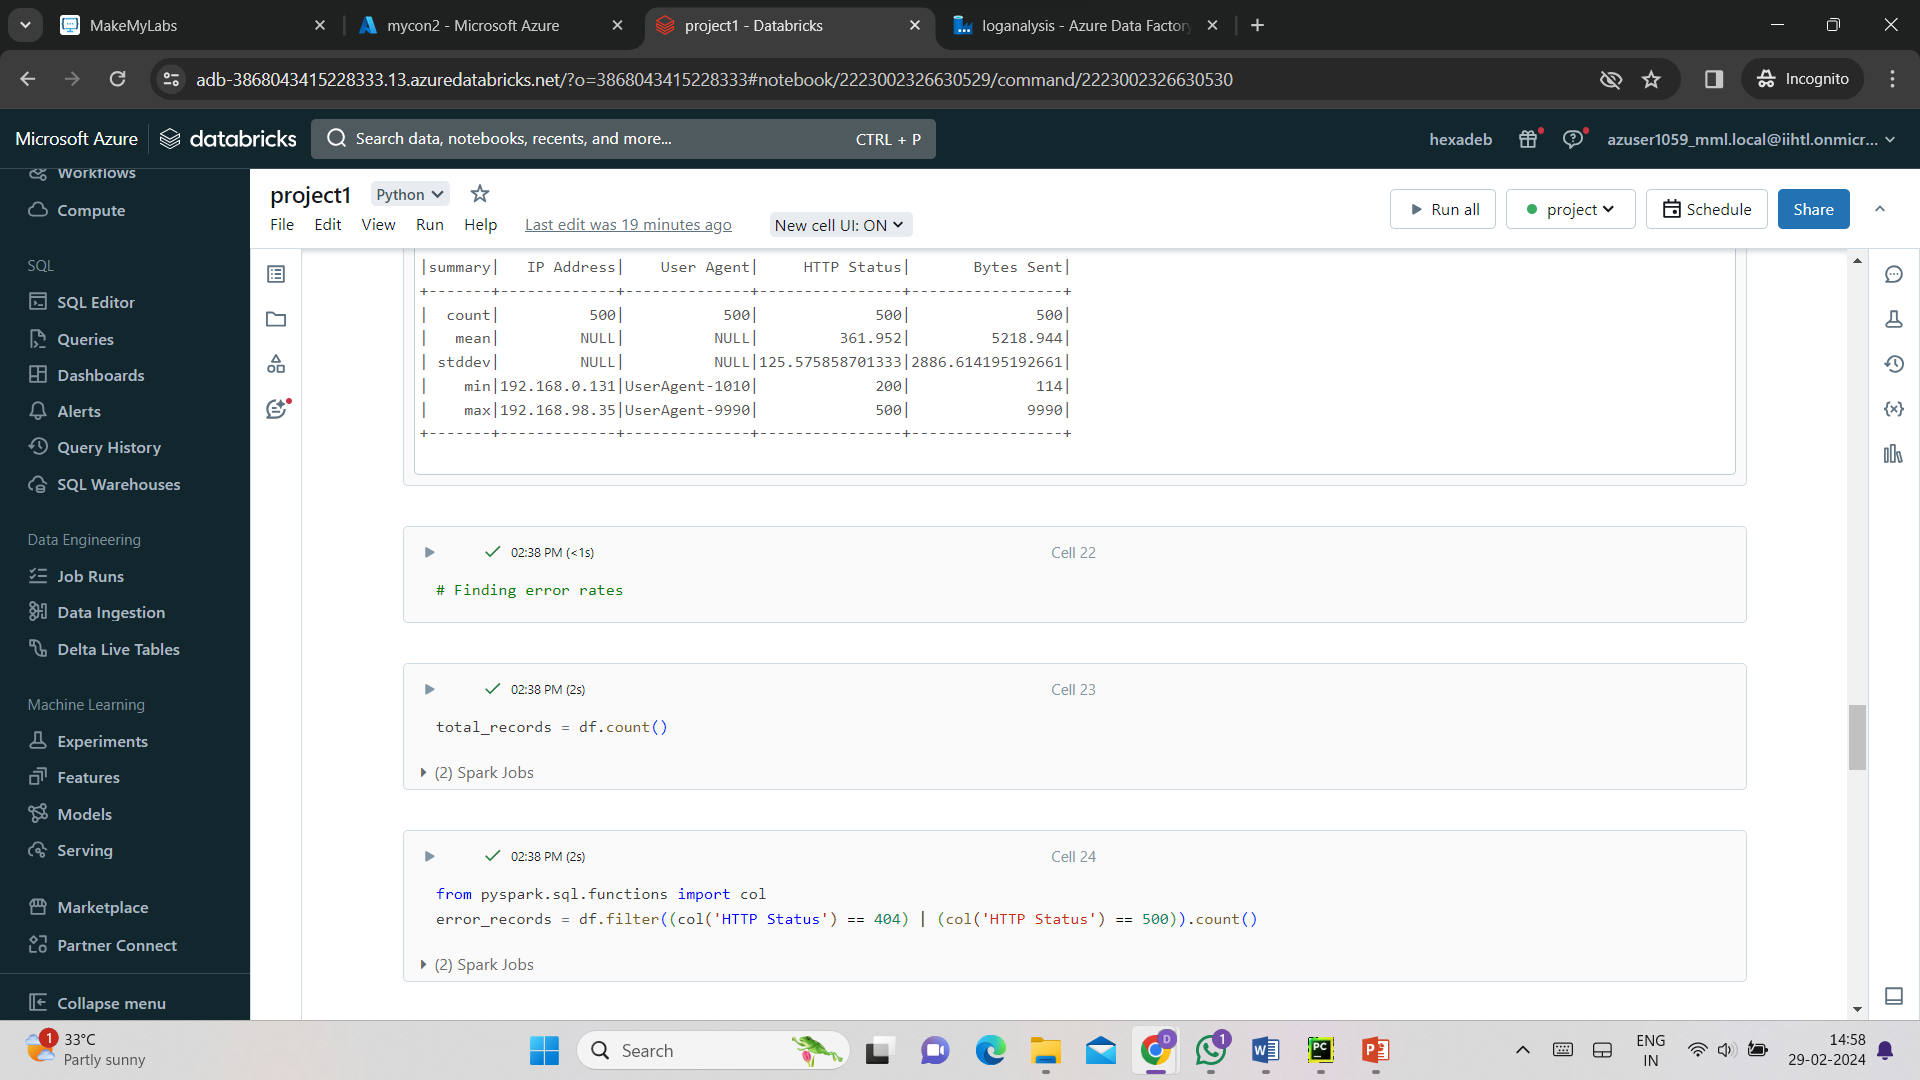 MakeMyLabs
mycon2 - Microsoft Azure
project1 - Databricks
loganalysis - Azure Data Factory
adb-3868043415228333.13.azuredatabricks.net/?o=3868043415228333#notebook/2223002326630529/command/2223002326630530
Incognito
Microsoft Azure
databricks
Search data, notebooks, recents, and more...
CTRL + P
hexadeb
azuser1059_mml.local@iihtl.onmicr...
Workflows
Compute
SQL
SQL Editor
Queries
Dashboards
Alerts
Query History
SQL Warehouses
Data Engineering
Job Runs
Data Ingestion
Delta Live Tables
Machine Learning
Experiments
Features
Models
Serving
Marketplace
Partner Connect
Collapse menu
project1
Python
File Edit View Run Help
Last edit was 19 minutes ago
New cell UI: ON
Run all
project
Schedule
Share
|summary|   IP Address|    User Agent|     HTTP Status|       Bytes Sent|
+-------+-------------+--------------+----------------+-----------------+
|  count|          500|           500|             500|              500|
|   mean|         NULL|          NULL|         361.952|         5218.944|
| stddev|         NULL|          NULL|125.575858701333|2886.614195192661|
|    min|192.168.0.131|UserAgent-1010|             200|              114|
|    max|192.168.98.35|UserAgent-9990|             500|             9990|
+-------+-------------+--------------+----------------+-----------------+
02:38 PM (<1s)
Cell 22
# Finding error rates
02:38 PM (2s)
Cell 23
total_records = df.count()
(2) Spark Jobs
02:38 PM (2s)
Cell 24
from pyspark.sql.functions import col
error_records = df.filter((col('HTTP Status') == 404) | (col('HTTP Status') == 500)).count()
(2) Spark Jobs
1
33°C
Partly sunny
Search
D
1
PC
ENG
IN
14:58
29-02-2024